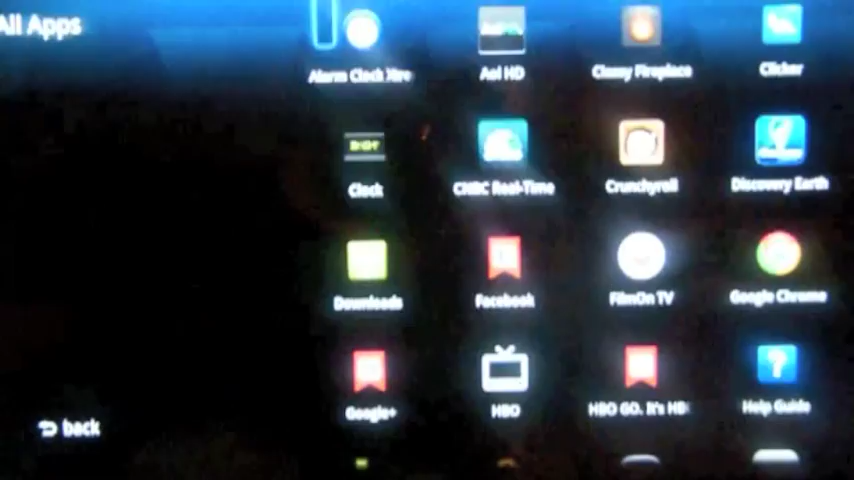 All Apps
Alarm Clock Xtre
Aol HD
Classy Fireplace
Clicker
Clock
CNBC Real-Time
Crunchyroll
Discovery Earth
Downloads
Facebook
FilmOn TV
Google Chrome
Google+
HBO
HBO GO. It's HB
Help Guide
back